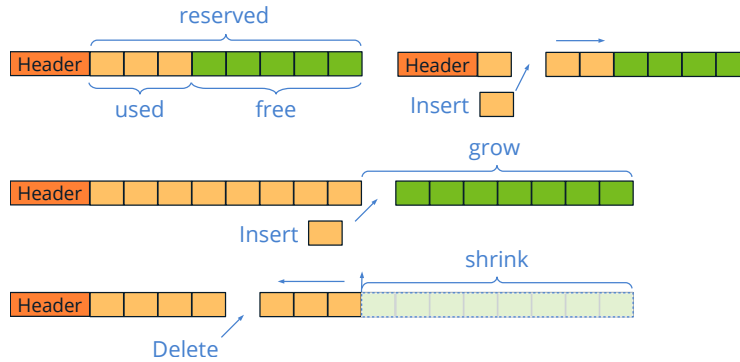 reserved
Header
Header
used
free
Insert
grow
Header
Insert
shrink
Header
Delete